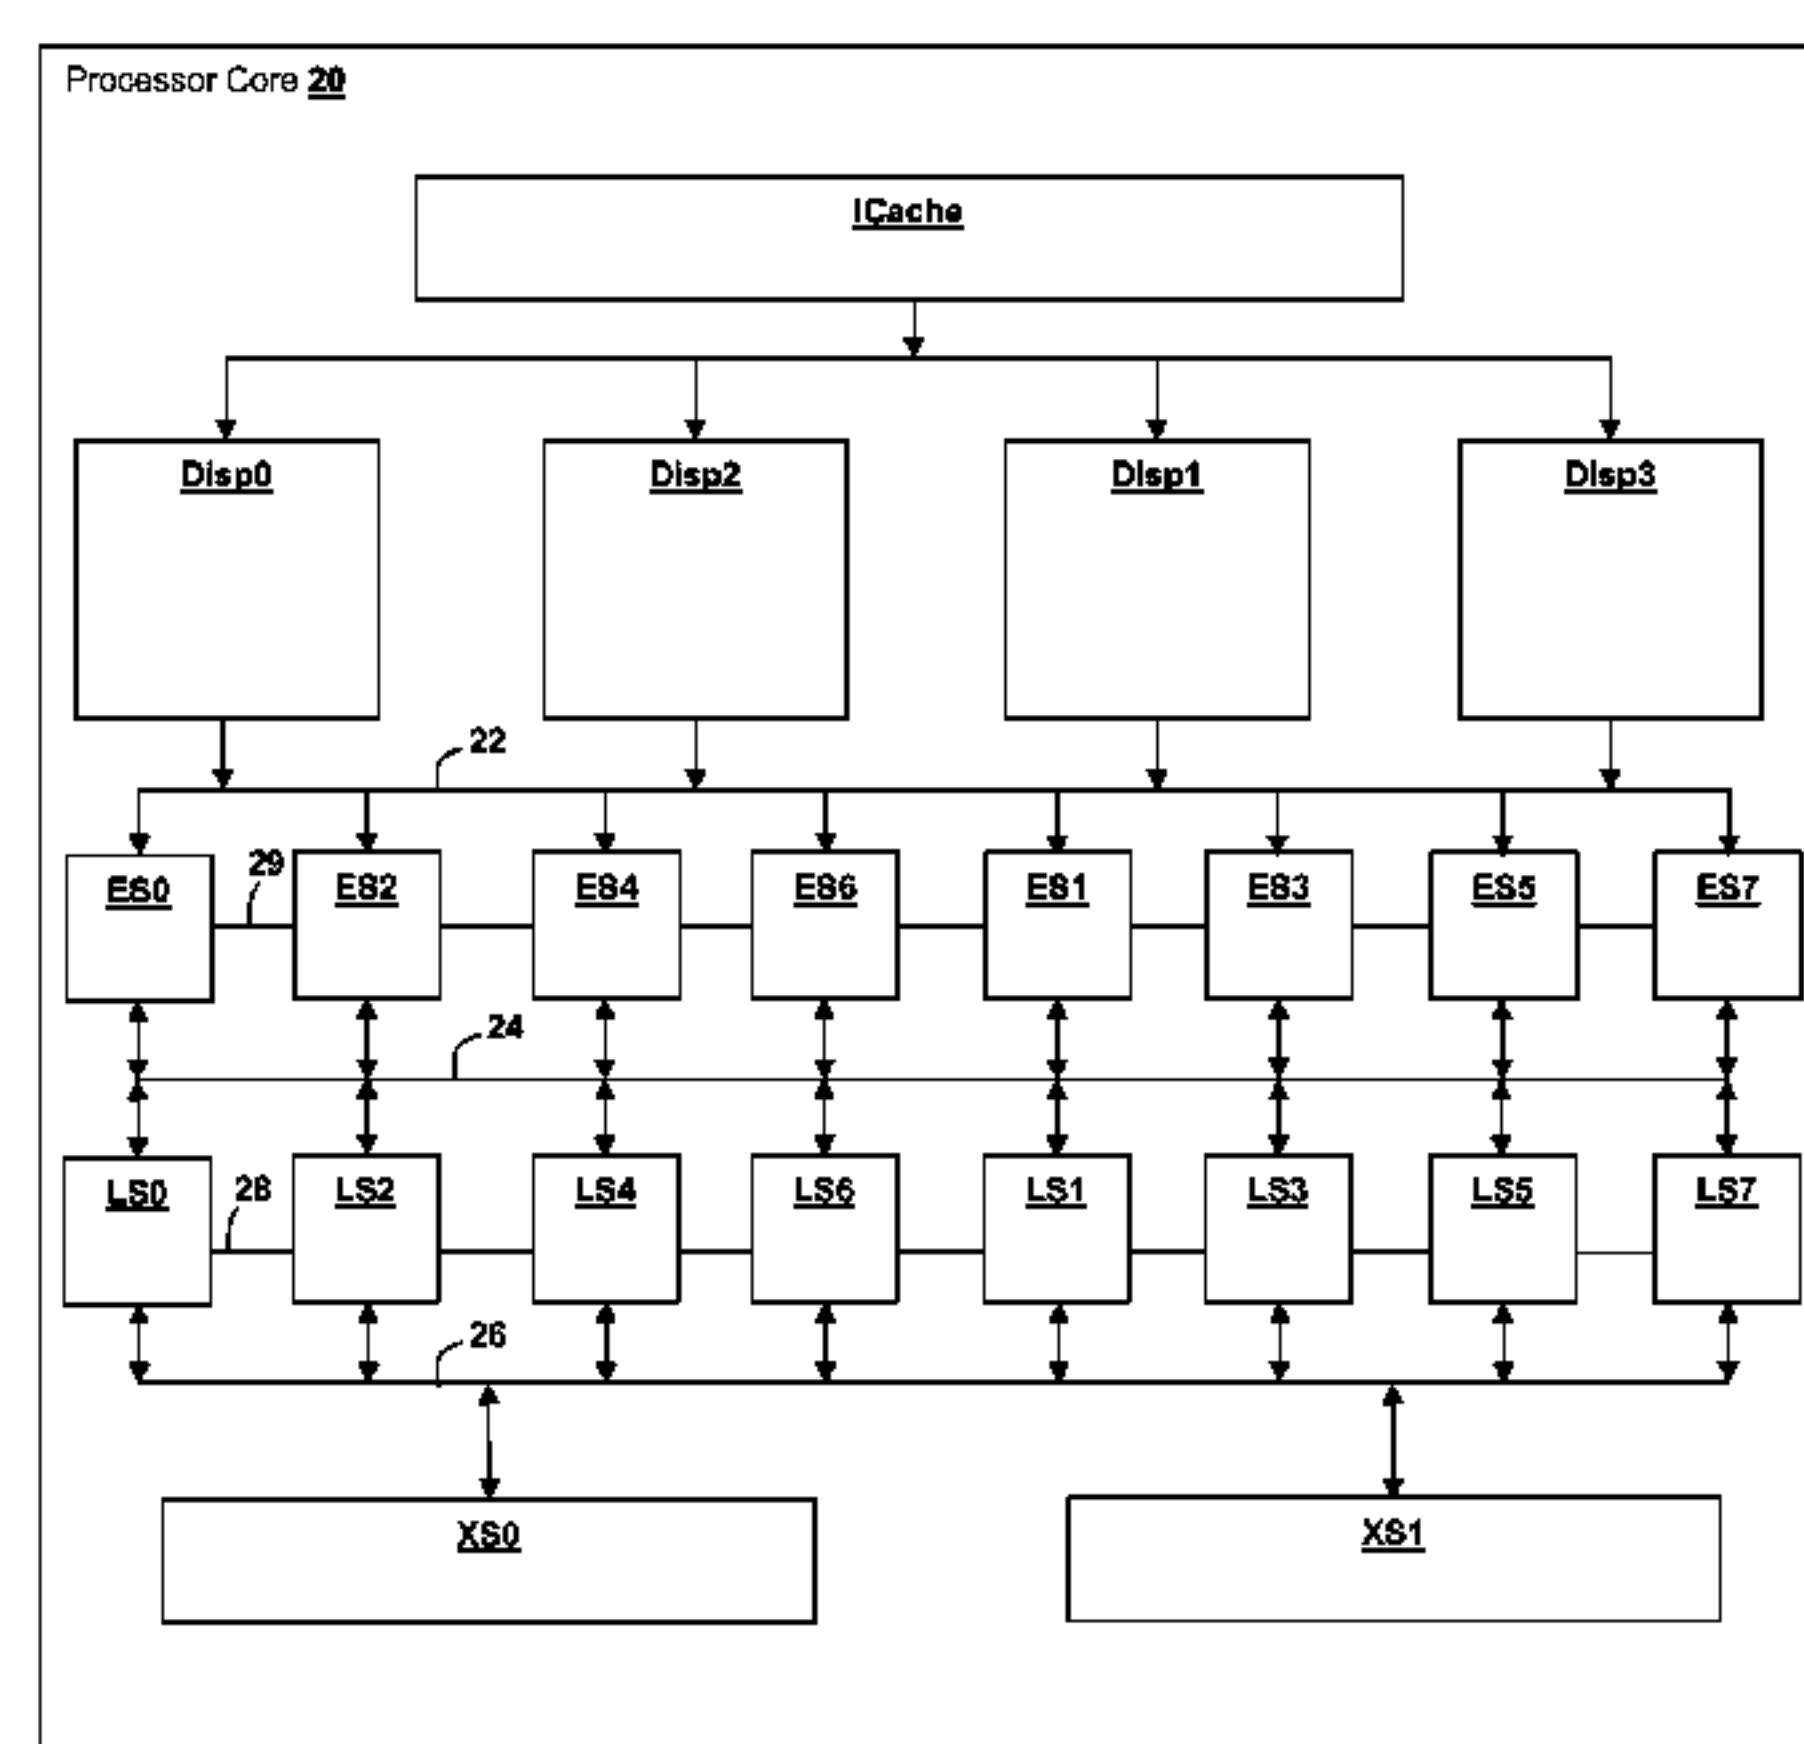 Processor Core 20
ICache
Disp0 Disp2 Disp1 Disp3
22
29
ES0 ES2 ES4 ES6 ES1 ES3 ES5 ES7
24
LS0 28 LS2 LS4 LS6 LS1 LS3 LS5 LS7
26
XS0 XS1